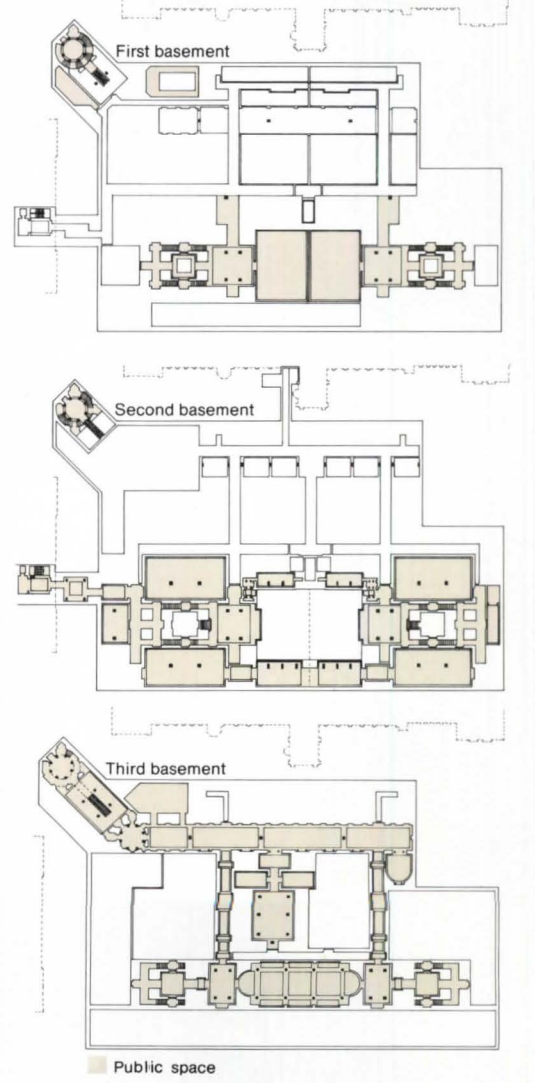 First basement
Second basement
Third basement
Public space